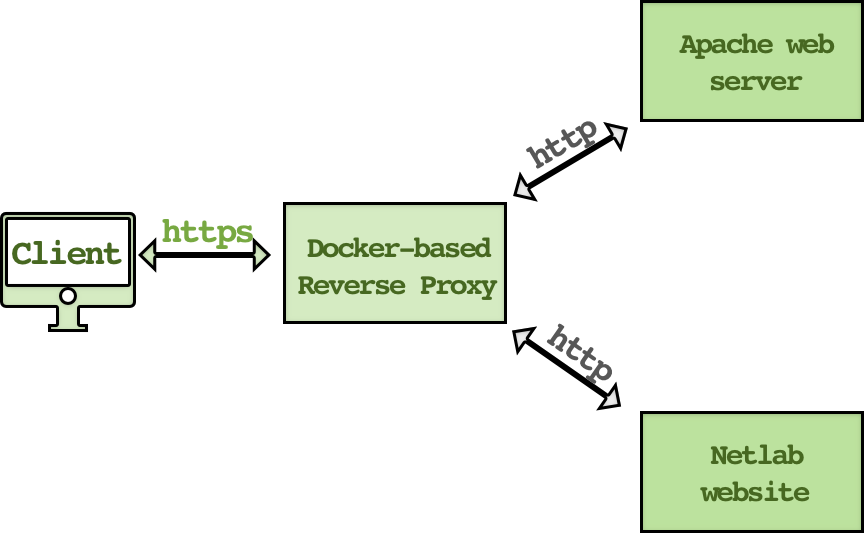 Apache web
server
http
https
Client
Docker-based
Reverse Proxy
http
Netlab
website